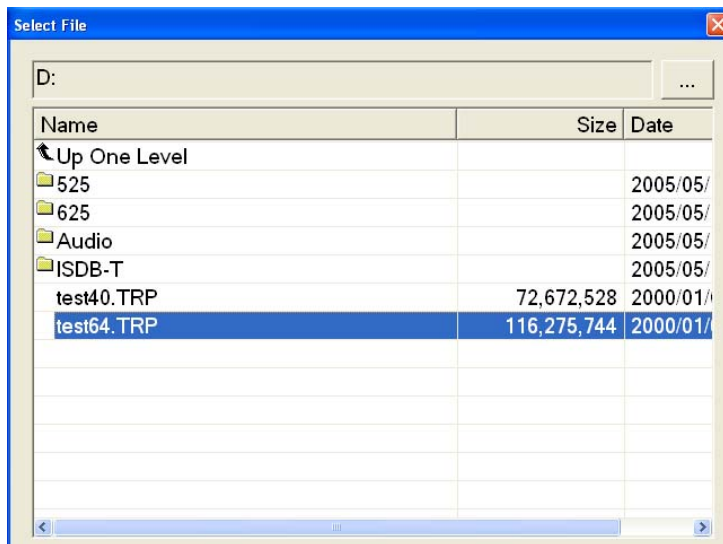 Select File
D:
...
Name Size Date
Up One Level
525 2005/05/
625 2005/05/
Audio 2005/05/
ISDB-T 2005/05/
test40.TRP 72,672,528 2000/01/
test64.TRP 116,275,744 2000/01/